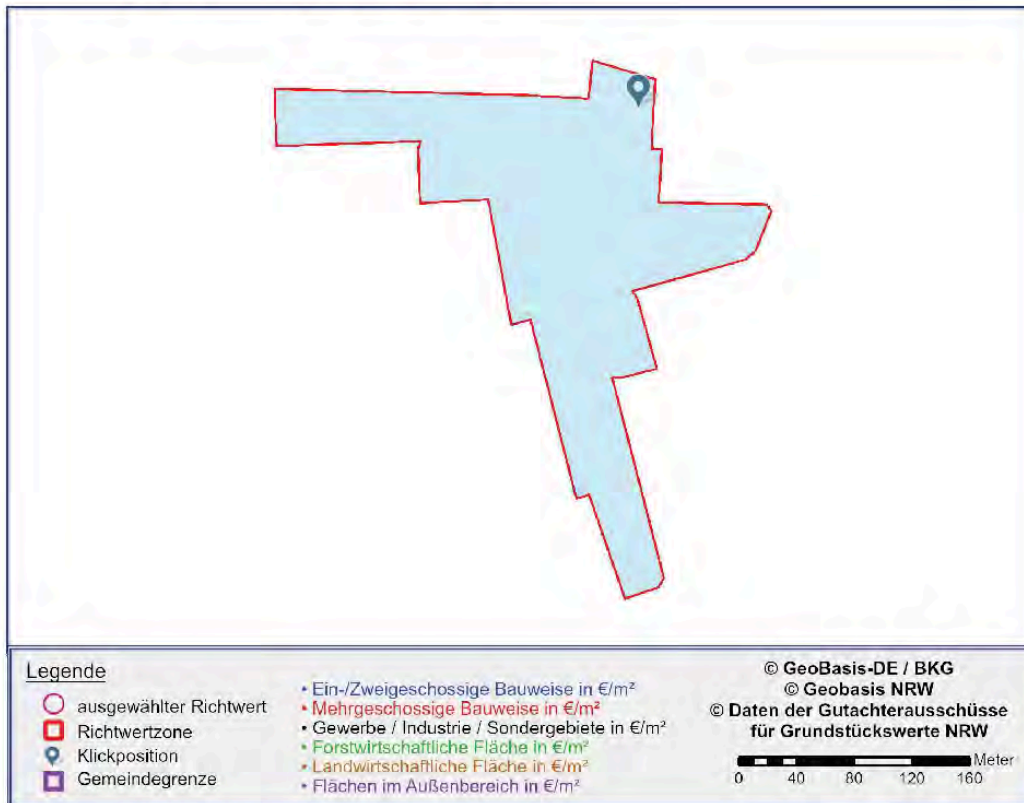 Legende
ausgewählter Richtwert
Richtwertzone
Klickposition
Gemeindegrenze
• Ein-/Zweigeschossige Bauweise in €/m²
• Mehrgeschossige Bauweise in €/m²
• Gewerbe / Industrie / Sondergebiete in €/m²
• Forstwirtschaftliche Fläche in €/m²
• Landwirtschaftliche Fläche in €/m²
• Flächen im Außenbereich in €/m²
© GeoBasis-DE / BKG
© Geobasis NRW
© Daten der Gutachterausschüsse
für Grundstückswerte NRW
Meter
0 20 40 80 120 160